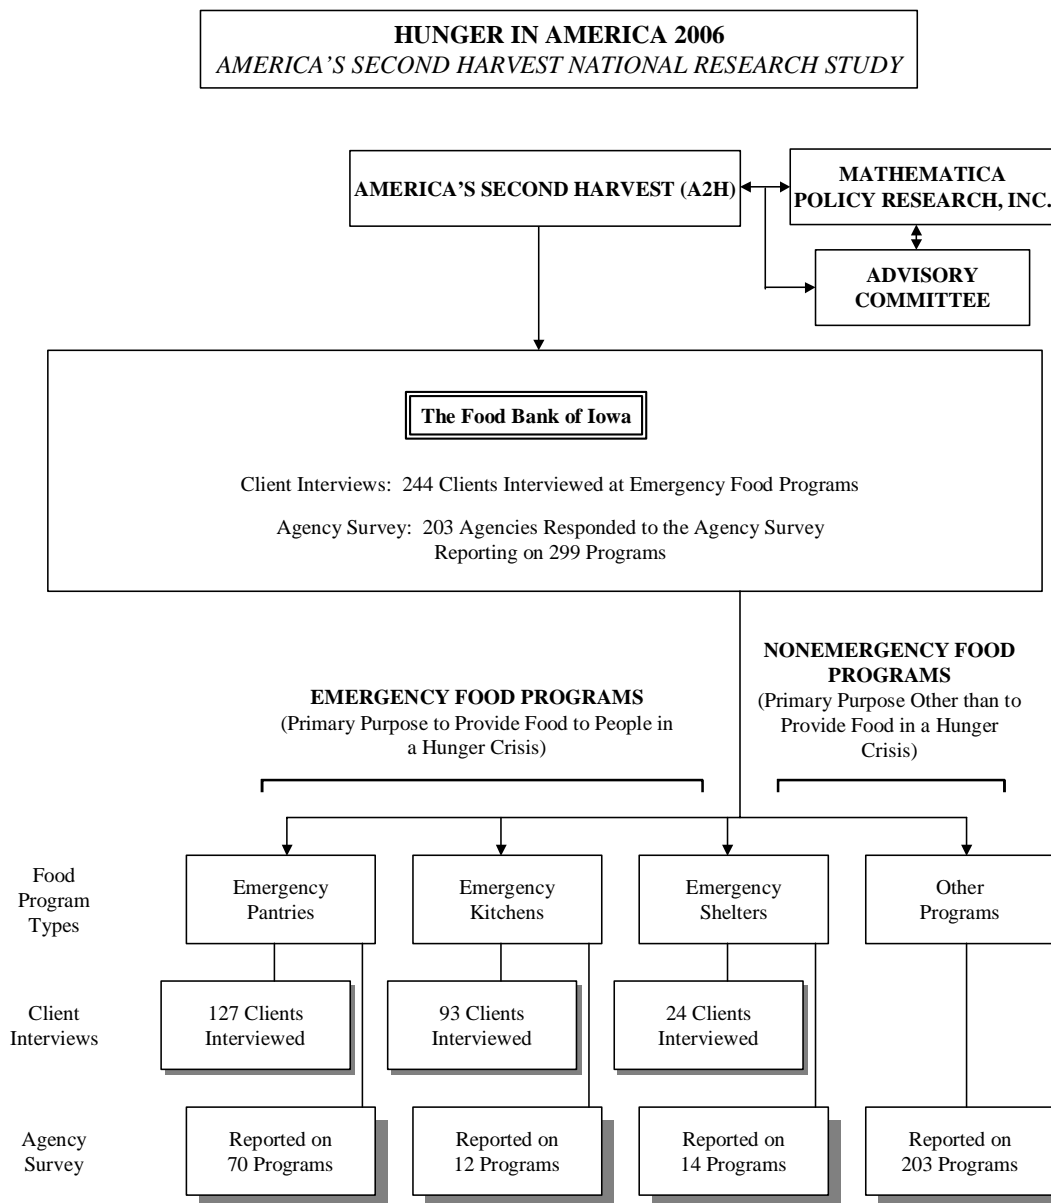 HUNGER IN AMERICA 2006
AMERICA'S SECOND HARVEST NATIONAL RESEARCH STUDY
AMERICA'S SECOND HARVEST (A2H)
MATHEMATICA
POLICY RESEARCH, INC.
ADVISORY
COMMITTEE
The Food Bank of Iowa
Client Interviews: 244 Clients Interviewed at Emergency Food Programs
Agency Survey: 203 Agencies Responded to the Agency Survey
Reporting on 299 Programs
EMERGENCY FOOD PROGRAMS
(Primary Purpose to Provide Food to People in
a Hunger Crisis)
NONEMERGENCY FOOD
PROGRAMS
(Primary Purpose Other than to
Provide Food in a Hunger
Crisis)
Food
Program
Types
Emergency
Pantries
Emergency
Kitchens
Emergency
Shelters
Other
Programs
Client
Interviews
127 Clients
Interviewed
93 Clients
Interviewed
24 Clients
Interviewed
Agency
Survey
Reported on
70 Programs
Reported on
12 Programs
Reported on
14 Programs
Reported on
203 Programs